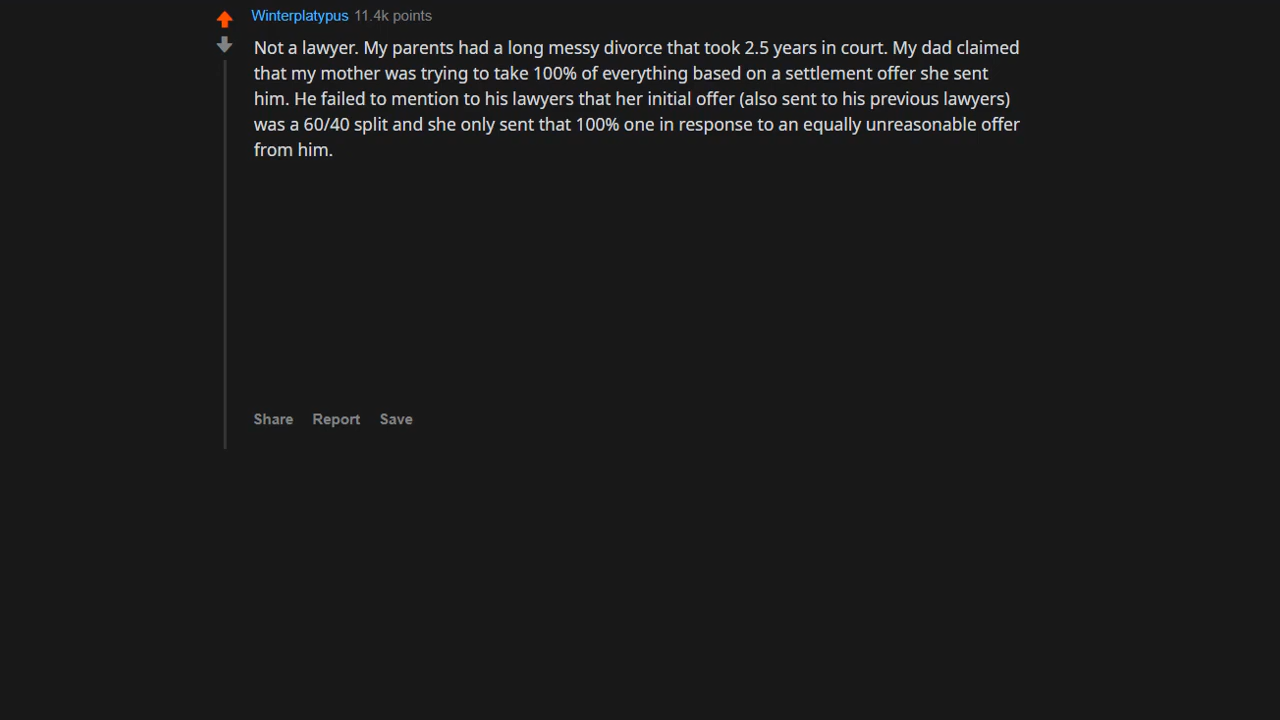 Winterplatypus 11.4k points
Not a lawyer. My parents had a long messy divorce that took 2.5 years in court. My dad claimed
that my mother was trying to take 100% of everything based on a settlement offer she sent
him. He failed to mention to his lawyers that her initial offer (also sent to his previous lawyers)
was a 60/40 split and she only sent that 100% one in response to an equally unreasonable offer
from him.
Share Report Save